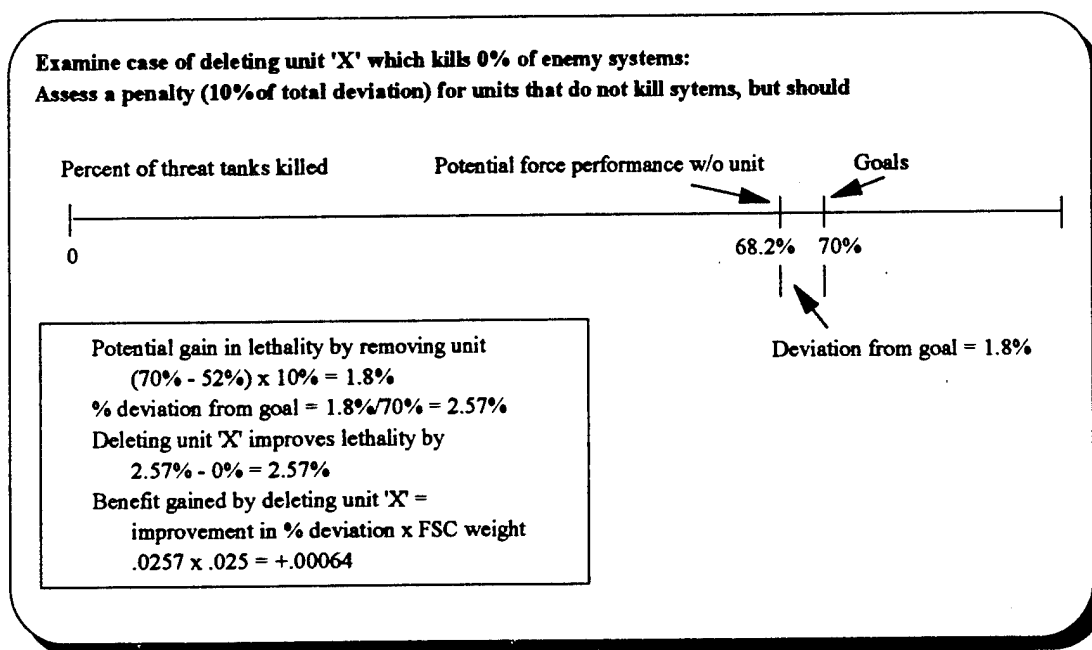 Examine case of deleting unit 'X' which kills 0% of enemy systems:
Assess a penalty (10% of total deviation) for units that do not kill sytems, but should
Percent of threat tanks killed
Potential force performance w/o unit
Goals
0
68.2%
70%
Deviation from goal = 1.8%
Potential gain in lethality by removing unit
(70% - 52%) x 10% = 1.8%
% deviation from goal = 1.8%/70% = 2.57%
Deleting unit 'X' improves lethality by
2.57% - 0% = 2.57%
Benefit gained by deleting unit 'X' =
improvement in % deviation x FSC weight
.0257 x .025 = +.00064